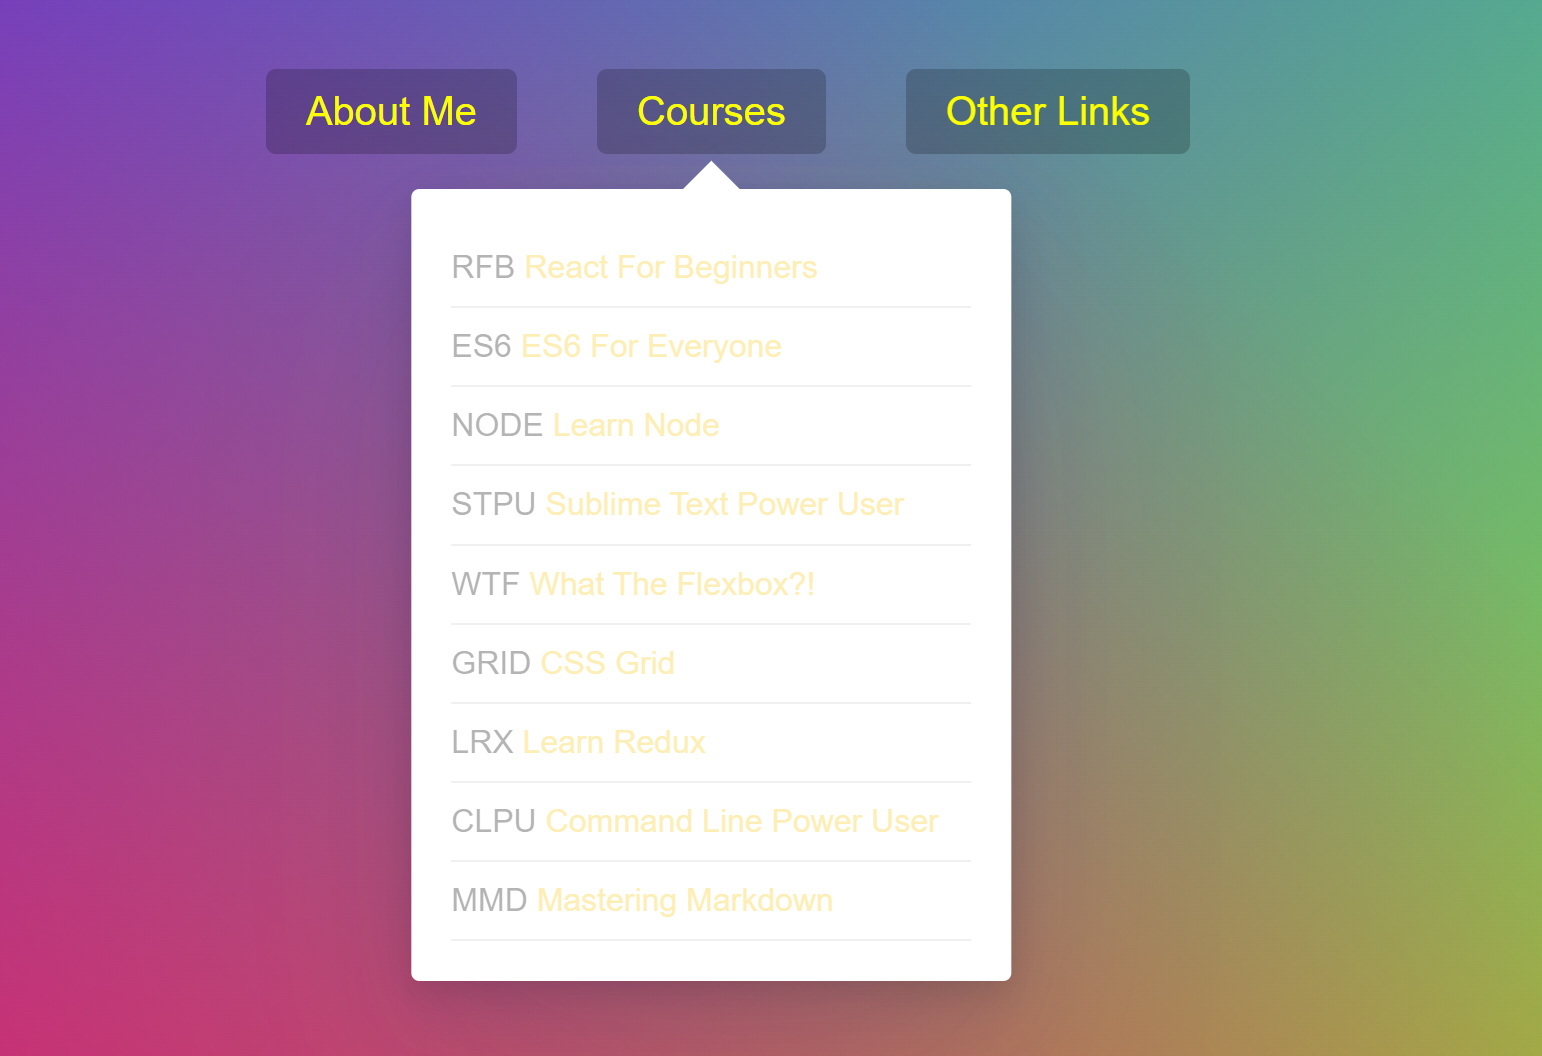 About Me Courses Other Links
RFB React For Beginners
ES6 ES6 For Everyone
NODE Learn Node
STPU Sublime Text Power User
WTF What The Flexbox?!
GRID CSS Grid
LRX Learn Redux
CLPU Command Line Power User
MMD Mastering Markdown